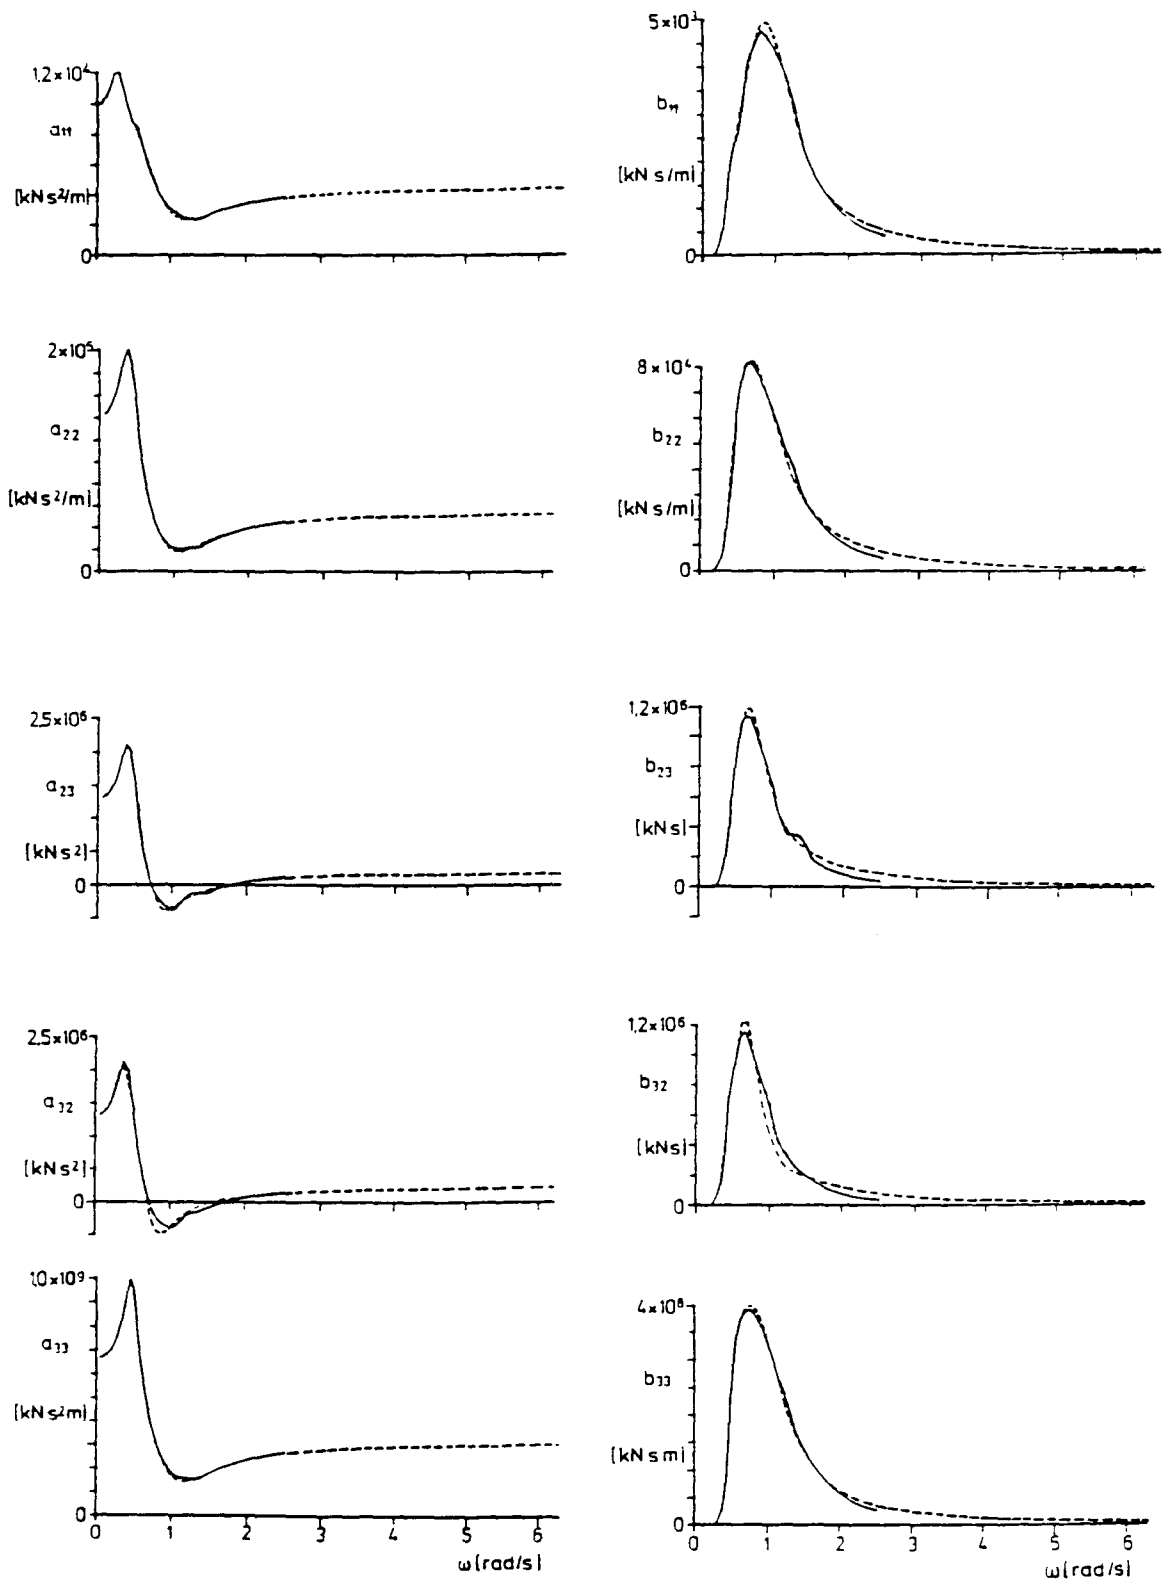 1.2×10⁴
a₁₁
[kN s²/m]
0
5×10³
b₁₁
[kN s/m]
0
2×10⁵
a₂₂
[kN s²/m]
0
8×10⁴
b₂₂
[kN s/m]
0
2.5×10⁶
a₂₃
[kN s²]
0
1,2×10⁶
b₂₃
[kN s]
0
2.5×10⁶
a₃₂
[kN s²]
0
1,2×10⁶
b₃₂
[kNs]
0
1.0×10⁹
a₃₃
[kN s²m]
0
0 1 2 3 4 5 6
ω [rad/s]
4×10⁸
b₃₃
[kN s m]
0
0 1 2 3 4 5 6
ω [rad/s]